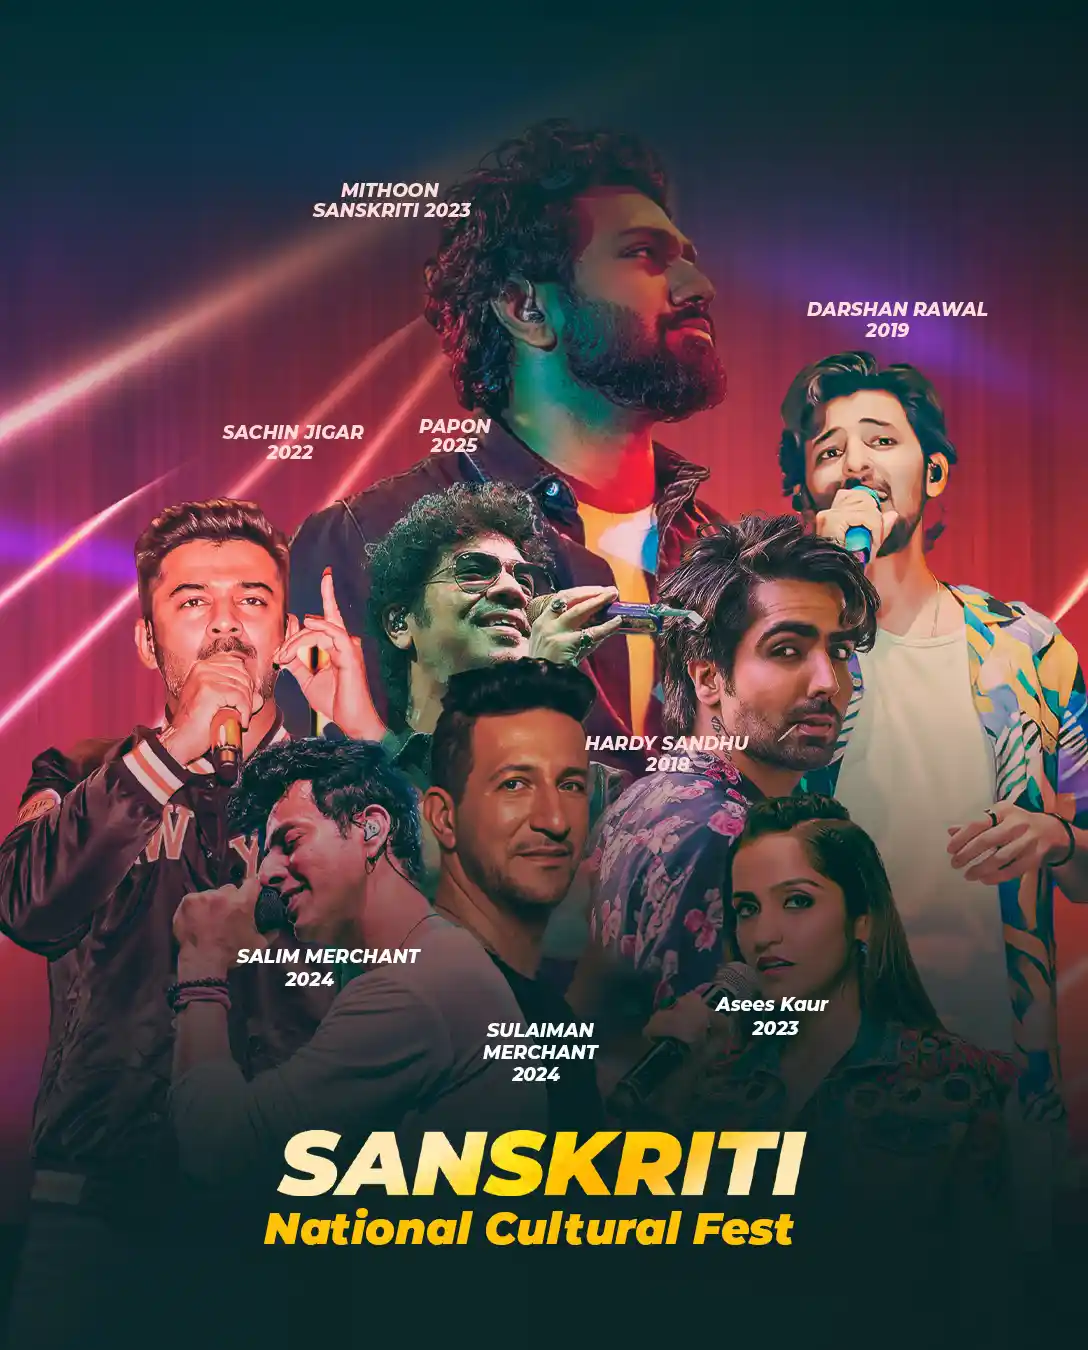 MITHOON
SANSKRITI 2023
DARSHAN RAWAL
2019
SACHIN JIGAR
2022
PAPON
2025
HARDY SANDHU
2018
W Y
SALIM MERCHANT
2024
Asees Kaur
2023
SULAIMAN
MERCHANT
2024
SANSKRITI
National Cultural Fest